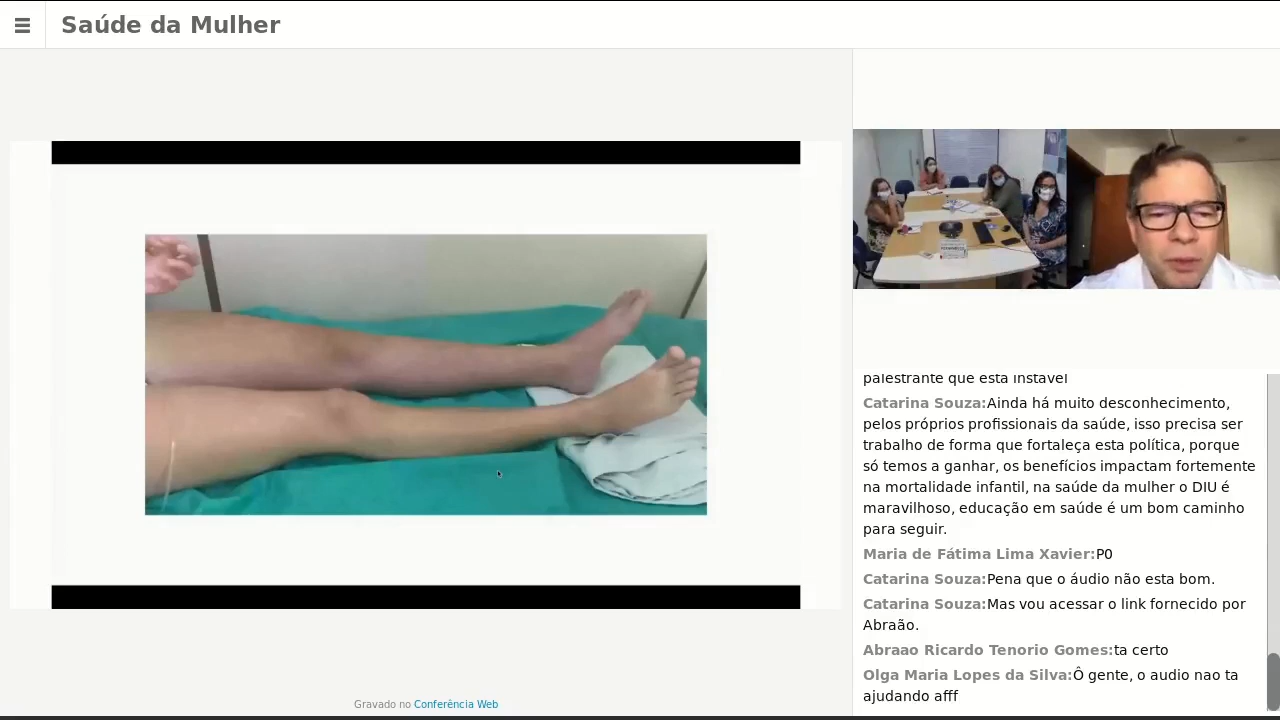 Saúde da Mulher
palestrante que esta instavel
Catarina Souza:Ainda há muito desconhecimento,
pelos próprios profissionais da saúde, isso precisa ser
trabalho de forma que fortaleça esta política, porque
só temos a ganhar, os benefícios impactam fortemente
na mortalidade infantil, na saúde da mulher o DIU é
maravilhoso, educação em saúde é um bom caminho
para seguir.
Maria de Fátima Lima Xavier:P0
Catarina Souza:Pena que o áudio não esta bom.
Catarina Souza:Mas vou acessar o link fornecido por
Abraão.
Abraao Ricardo Tenorio Gomes:ta certo
Olga Maria Lopes da Silva:Ô gente, o audio nao ta
ajudando afff
Gravado no Conferência Web